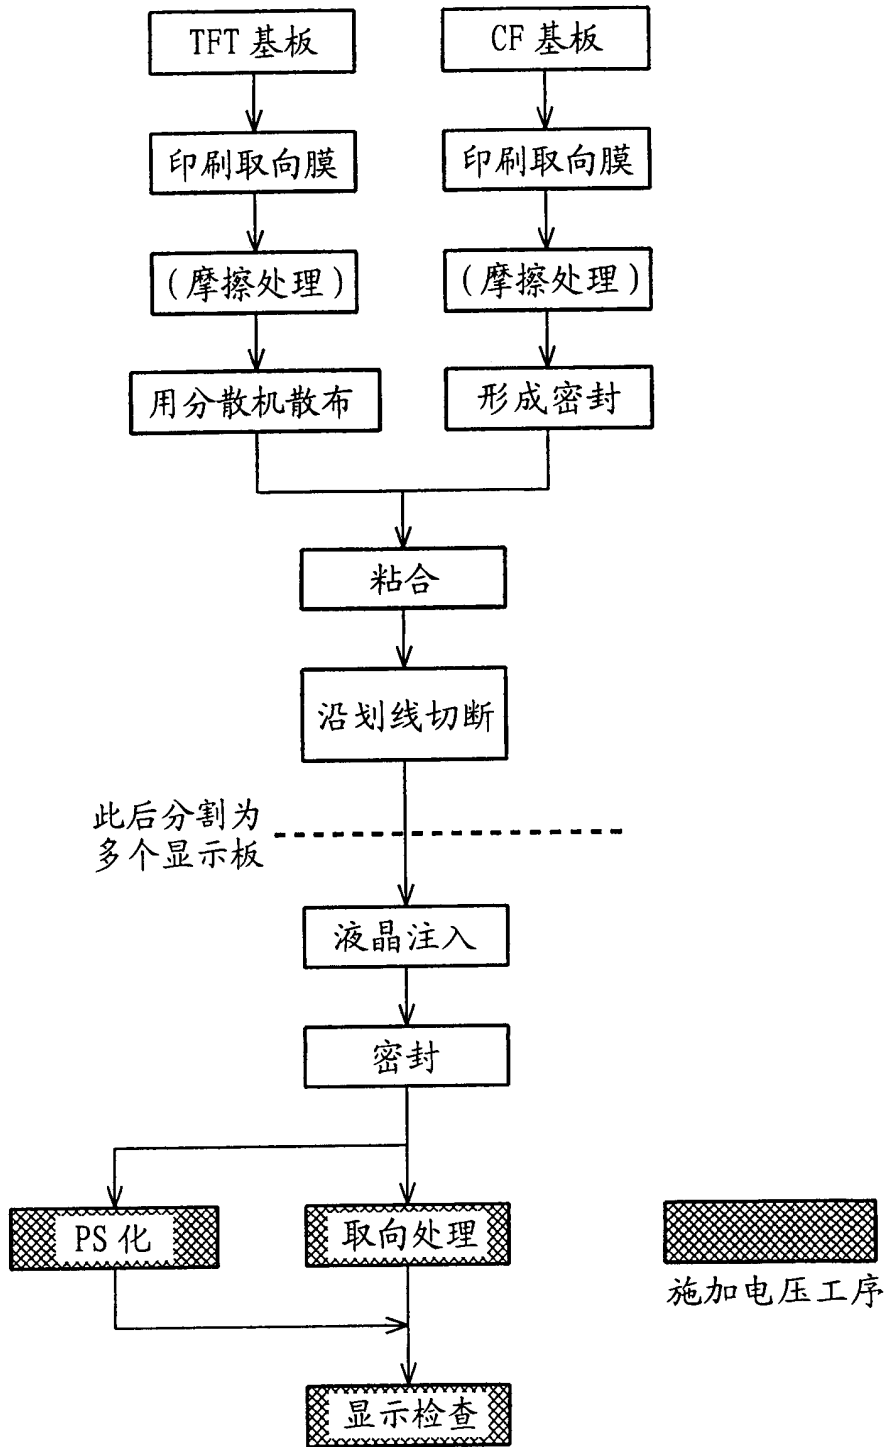 TFT 基板
CF 基板
印刷取向膜
印刷取向膜
(摩擦处理)
(摩擦处理)
用分散机散布
形成密封
粘合
沿划线切断
此后分割为
多个显示板
液晶注入
密封
PS 化
取向处理
施加电压工序
显示检查